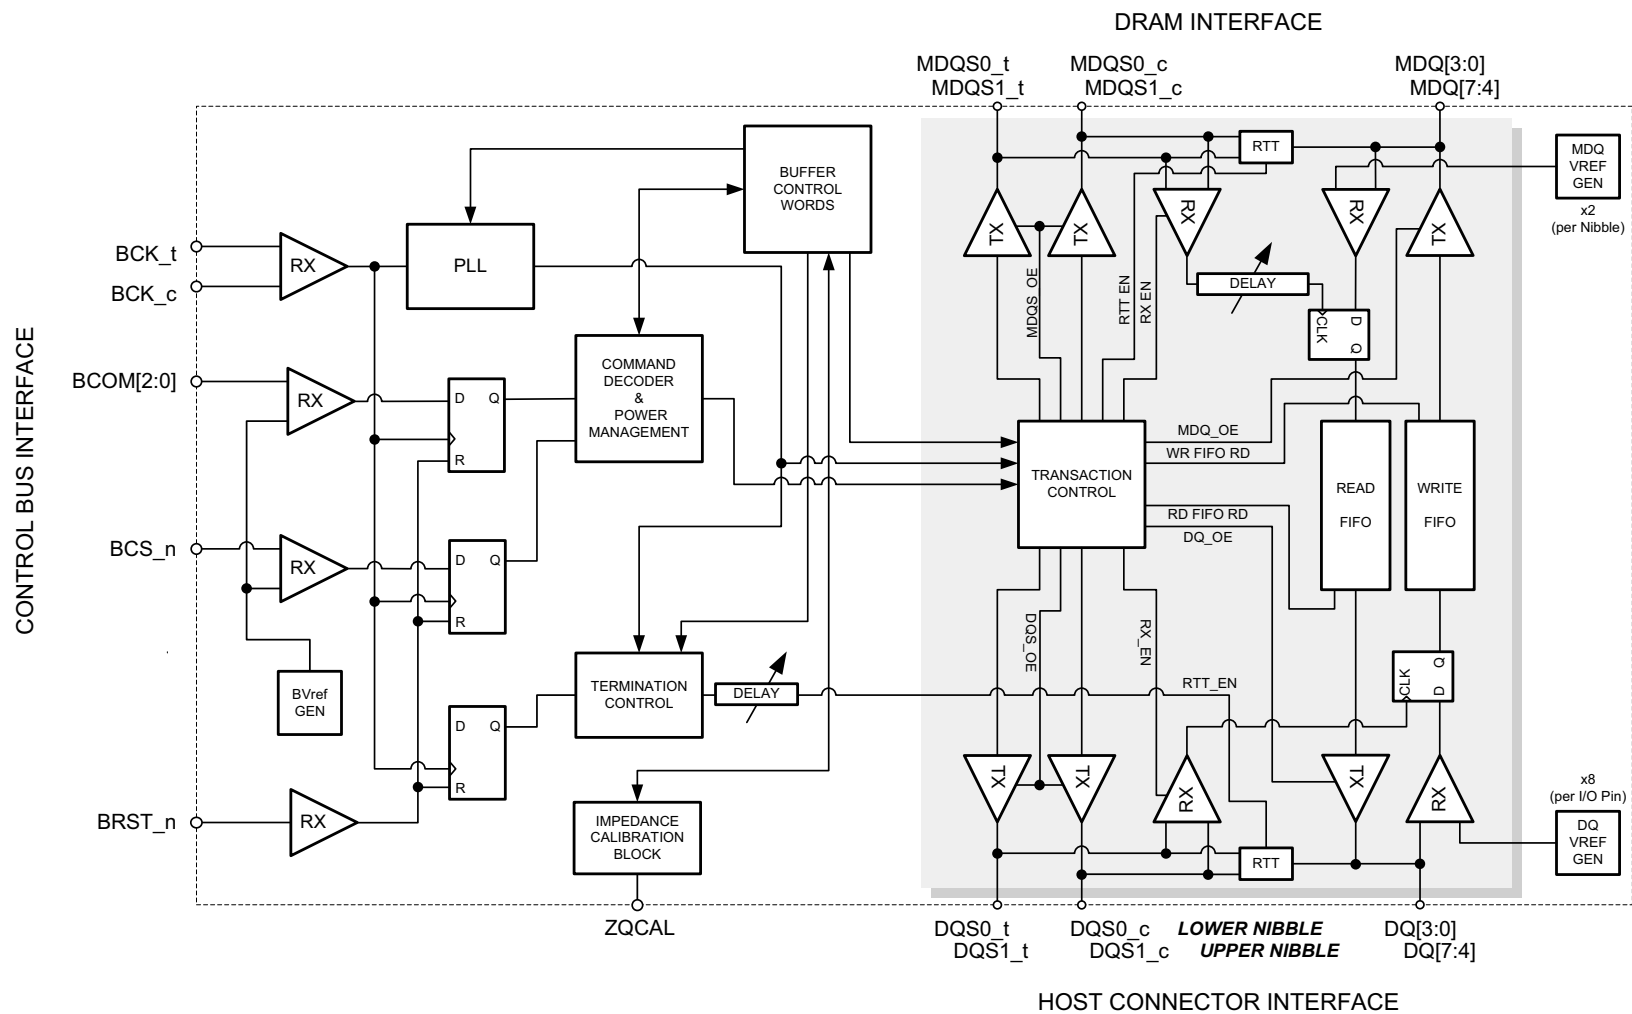 DRAM INTERFACE
MDQS0_t
MDQS1_t
MDQS0_c
MDQS1_c
MDQ[3:0]
MDQ[7:4]
BUFFER
CONTROL
WORDS
RTT
MDQ
VREF
GEN
x2
(per Nibble)
BCK_t
BCK_c
RX
PLL
TX
TX
RX
RX
TX
MDQS_OE
RTT EN
RX EN
DELAY
CLK
D
Q
CONTROL BUS INTERFACE
BCOM[2:0]
RX
D
Q
R
COMMAND
DECODER
&
POWER
MANAGEMENT
TRANSACTION
CONTROL
MDQ_OE
WR FIFO RD
RD FIFO RD
DQ_OE
READ
FIFO
WRITE
FIFO
BCS_n
RX
D
Q
R
BVref
GEN
TERMINATION
CONTROL
DELAY
DQS_OE
RX_EN
RTT_EN
CLK
Q
D
D
Q
R
BRST_n
RX
IMPEDANCE
CALIBRATION
BLOCK
TX
TX
RX
TX
RX
RTT
x8
(per I/O Pin)
DQ
VREF
GEN
ZQCAL
DQS0_t
DQS1_t
DQS0_c
DQS1_c
LOWER NIBBLE
UPPER NIBBLE
DQ[3:0]
DQ[7:4]
HOST CONNECTOR INTERFACE